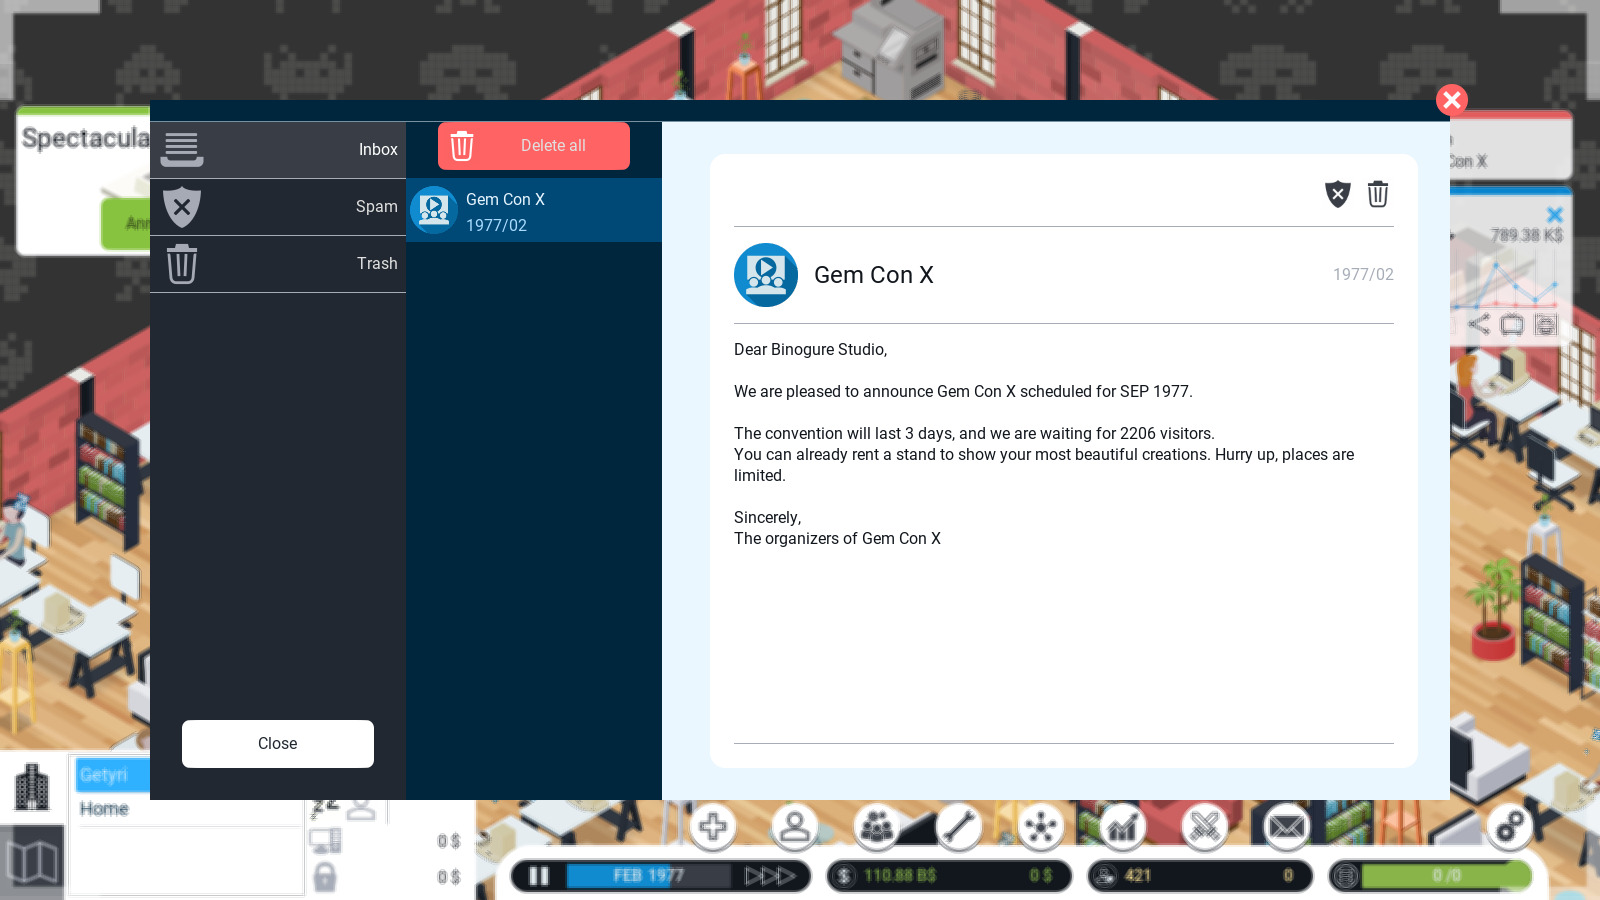 Spectacula
Inbox
Spam
Trash
Close
Delete all
Gem Con X
1977/02
Gem Con X
1977/02
Dear Binogure Studio,
We are pleased to announce Gem Con X scheduled for SEP 1977.
The convention will last 3 days, and we are waiting for 2206 visitors.
You can already rent a stand to show your most beautiful creations. Hurry up, places are
limited.
Sincerely,
The organizers of Gem Con X
Con X
789.38 K$
Getyri
Home
0 $
0 $
FEB 1977
110.88 B$
0 $
421
0
0 /0